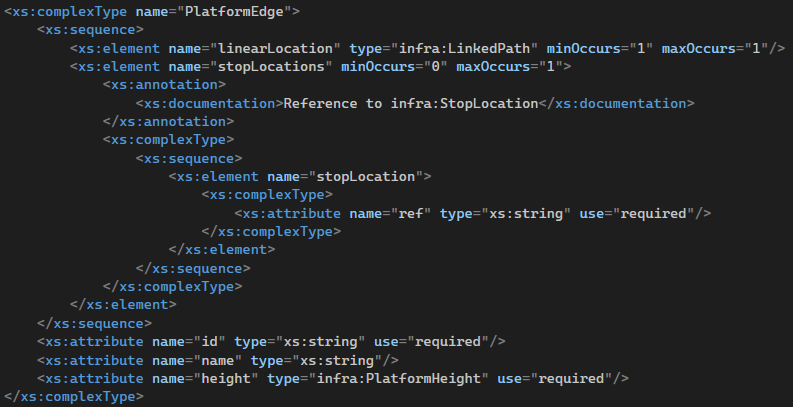 <xs:complexType name="PlatformEdge">
    <xs:sequence>
        <xs:element name="linearLocation" type="infra:LinkedPath" minOccurs="1" maxOccurs="1"/>
        <xs:element name="stopLocations" minOccurs="0" maxOccurs="1">
            <xs:annotation>
                <xs:documentation>Reference to infra:StopLocation</xs:documentation>
            </xs:annotation>
            <xs:complexType>
                <xs:sequence>
                    <xs:element name="stopLocation">
                        <xs:complexType>
                            <xs:attribute name="ref" type="xs:string" use="required"/>
                        </xs:complexType>
                    </xs:element>
                </xs:sequence>
            </xs:complexType>
        </xs:element>
    </xs:sequence>
    <xs:attribute name="id" type="xs:string" use="required"/>
    <xs:attribute name="name" type="xs:string"/>
    <xs:attribute name="height" type="infra:PlatformHeight" use="required"/>
</xs:complexType>